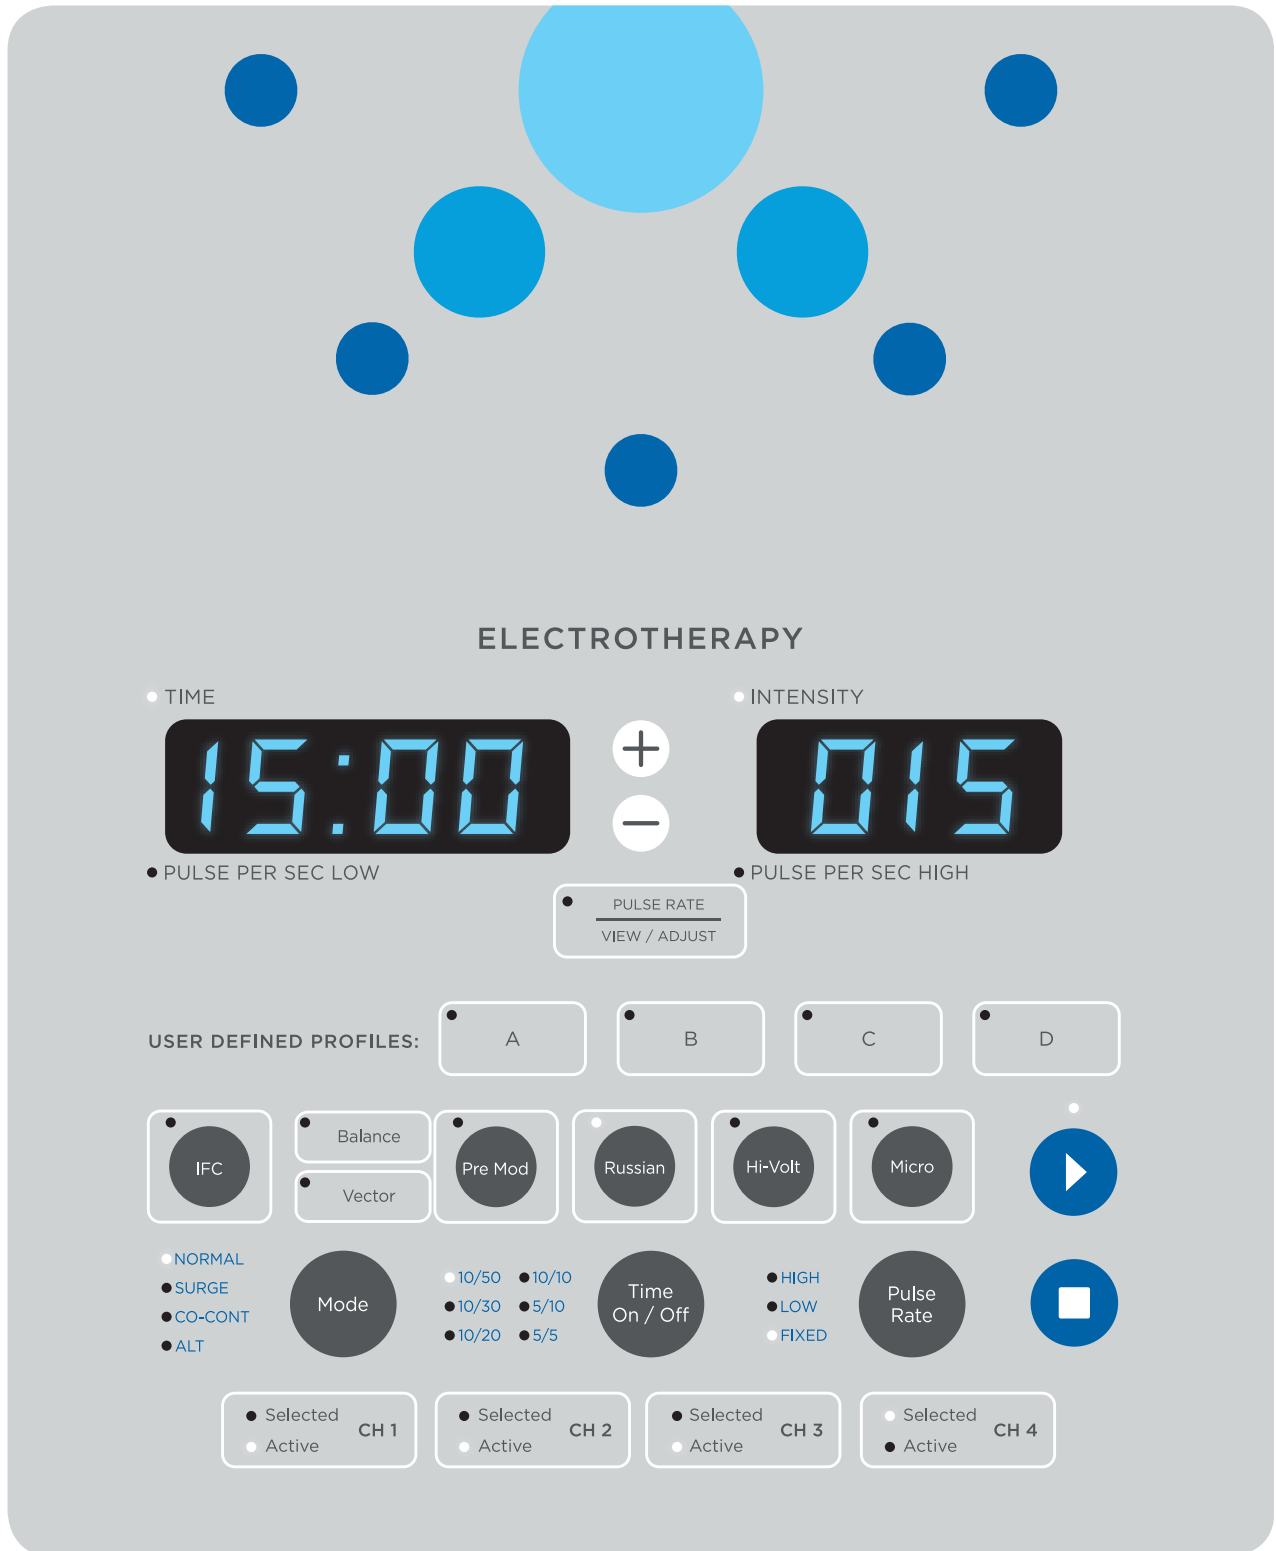 ELECTROTHERAPY
TIME
INTENSITY
15:00
015
PULSE PER SEC LOW
PULSE PER SEC HIGH
PULSE RATE
VIEW / ADJUST
USER DEFINED PROFILES:
A
B
C
D
IFC
Balance
Vector
Pre Mod
Russian
Hi-Volt
Micro
NORMAL
SURGE
CO-CONT
ALT
Mode
10/50 10/10
10/30 5/10
10/20 5/5
Time
On / Off
HIGH
LOW
FIXED
Pulse
Rate
Selected
Active
CH 1
Selected
Active
CH 2
Selected
Active
CH 3
Selected
Active
CH 4